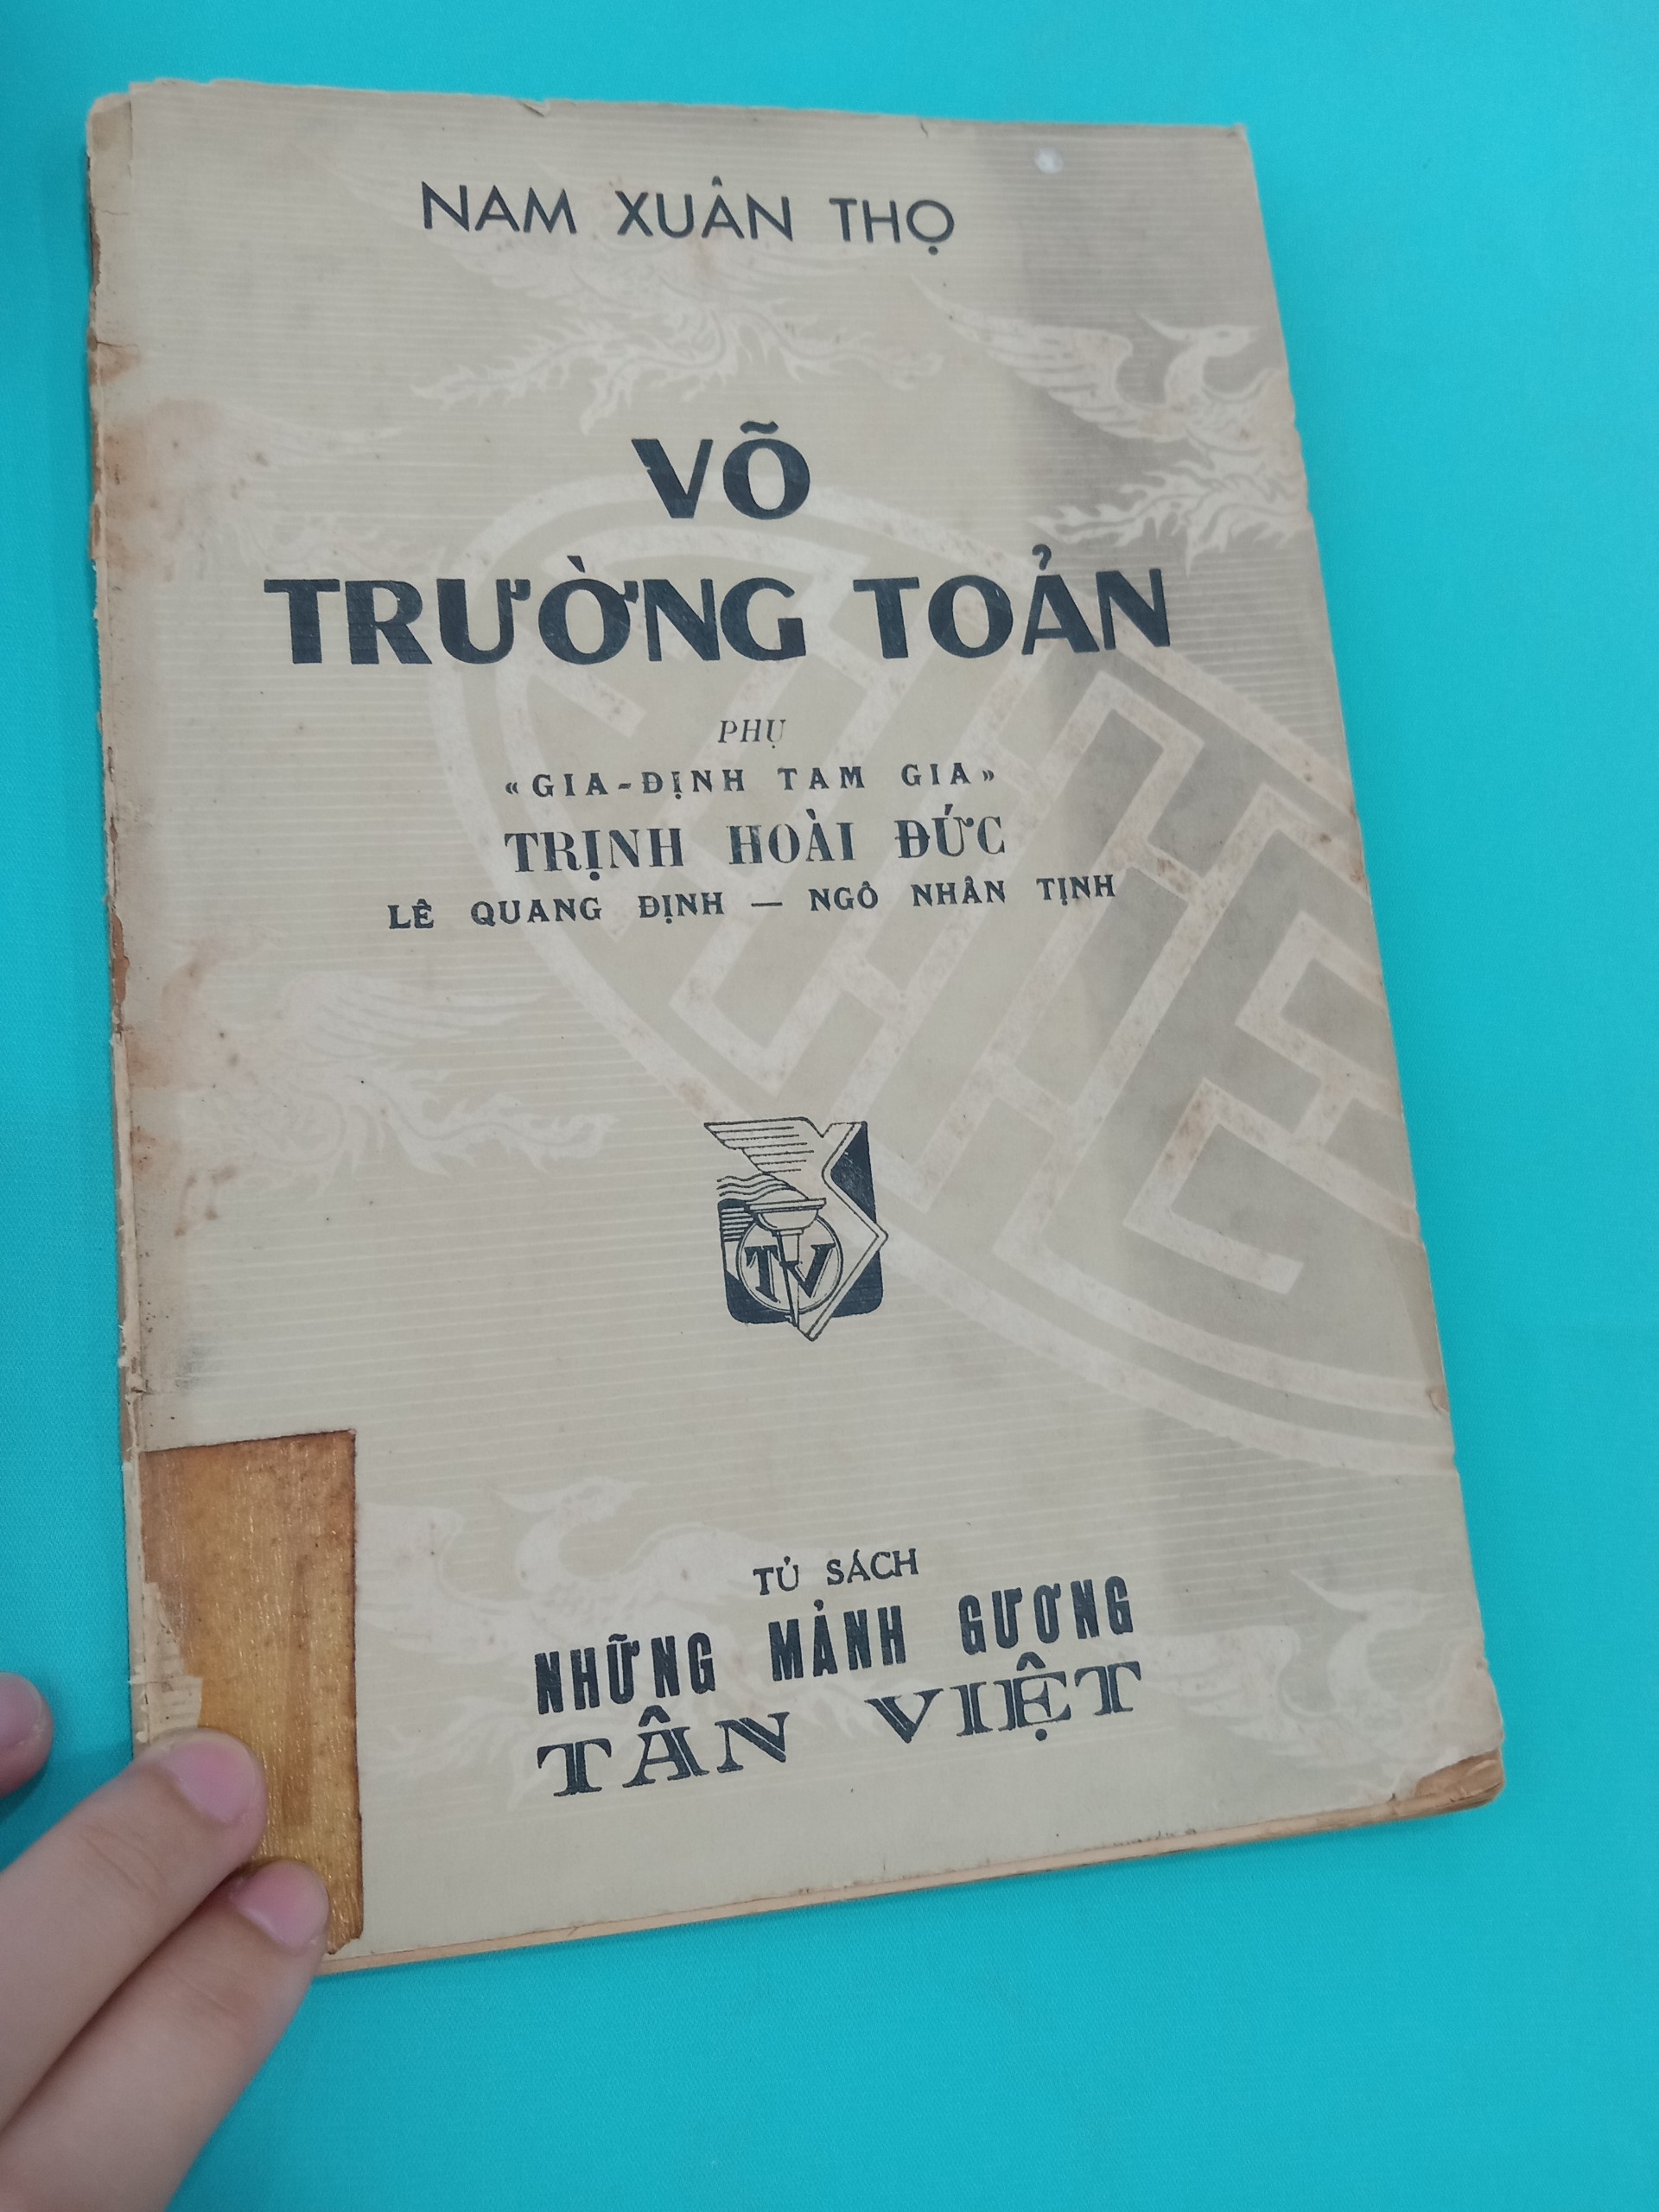 NAM XUÂN THỌ
VÕ
TRƯỜNG TOẢN
PHỤ
«GIA-ĐỊNH TAM GIA»
TRỊNH HOÀI ĐỨC
LÊ QUANG ĐỊNH — NGÔ NHÂN TỊNH
TV
TỦ SÁCH
NHỮNG MẢNH GƯƠNG
TÂN VIỆT